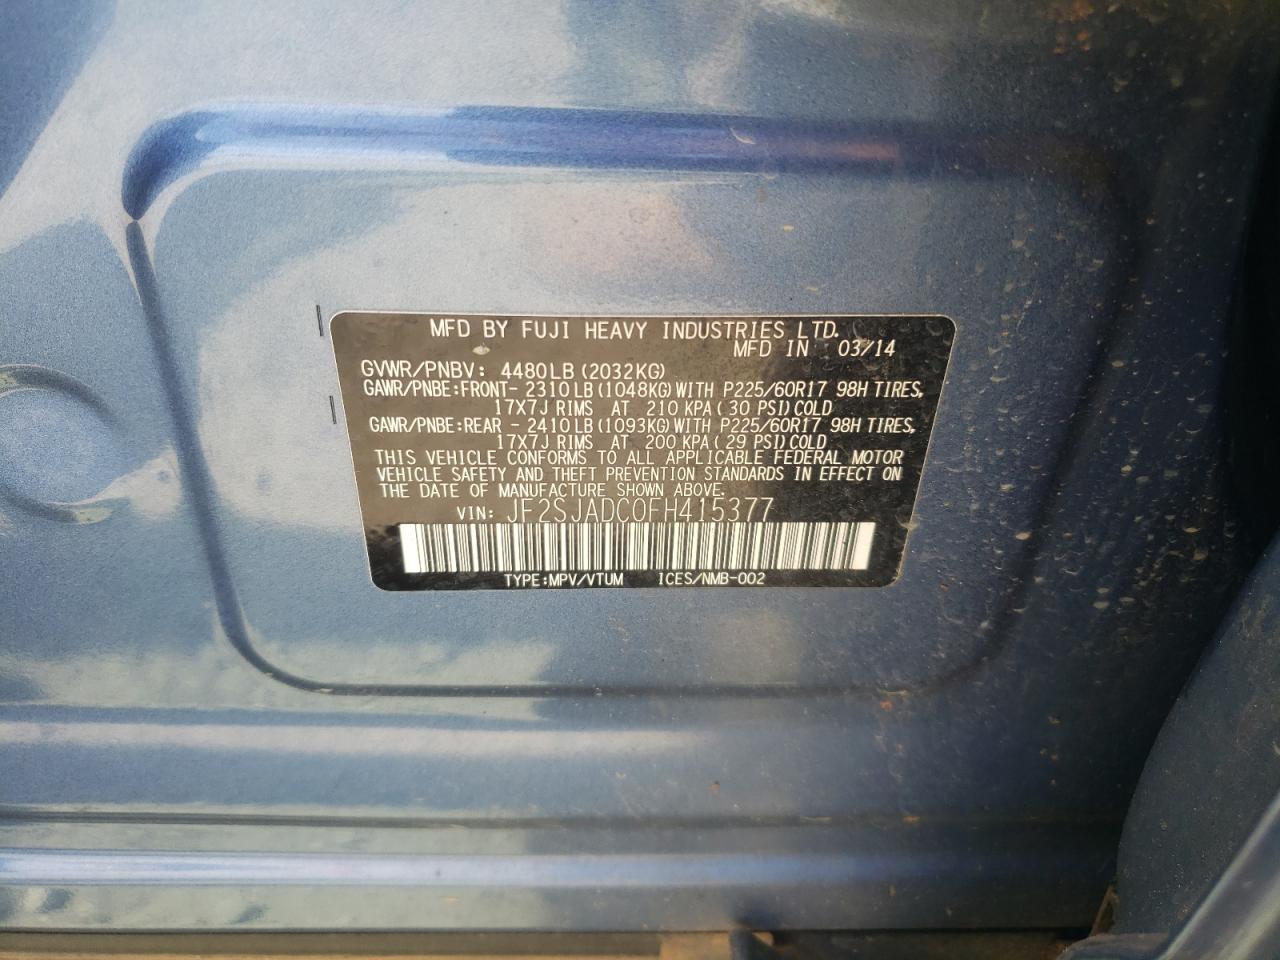 MFD BY FUJI HEAVY INDUSTRIES LTD.
MFD IN 03/14
GVWR/PNBV: 4480LB(2032KG)
GAWR/PNBE:FRONT- 2310LB(1048KG)WITH P225/60R17 98H TIRES,
17X7J RIMS AT 210 KPA(30 PSI)COLD
GAWR/PNBE:REAR - 2410LB(1093KG)WITH P225/60R17 98H TIRES,
17X7J RIMS AT 200 KPA(29 PSI)COLD
THIS VEHICLE CONFORMS TO ALL APPLICABLE FEDERAL MOTOR
VEHICLE SAFETY AND THEFT PREVENTION STANDARDS IN EFFECT ON
THE DATE OF MANUFACTURE SHOWN ABOVE.
VIN: JF2SJADC0FH415377
TYPE:MPV/VTUM ICES/NMB-002